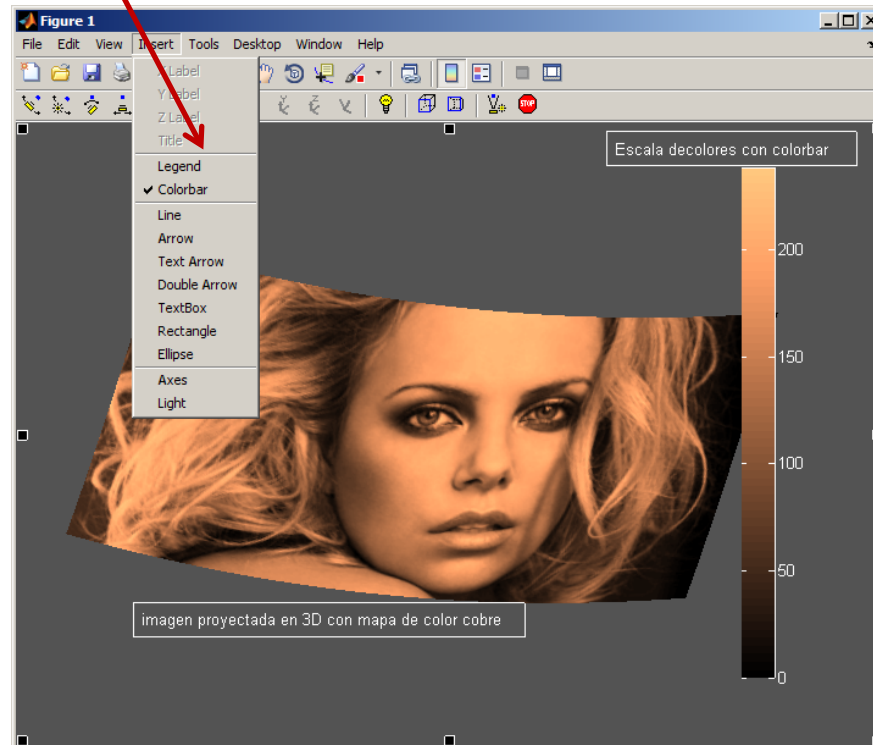 Figure 1
File Edit View Insert Tools Desktop Window Help
X Label
Y Label
Z Label
Title
Legend
Colorbar
Line
Arrow
Text Arrow
Double Arrow
TextBox
Rectangle
Ellipse
Axes
Light
STOP
Escala decolores con colorbar
200
150
100
50
0
imagen proyectada en 3D con mapa de color cobre